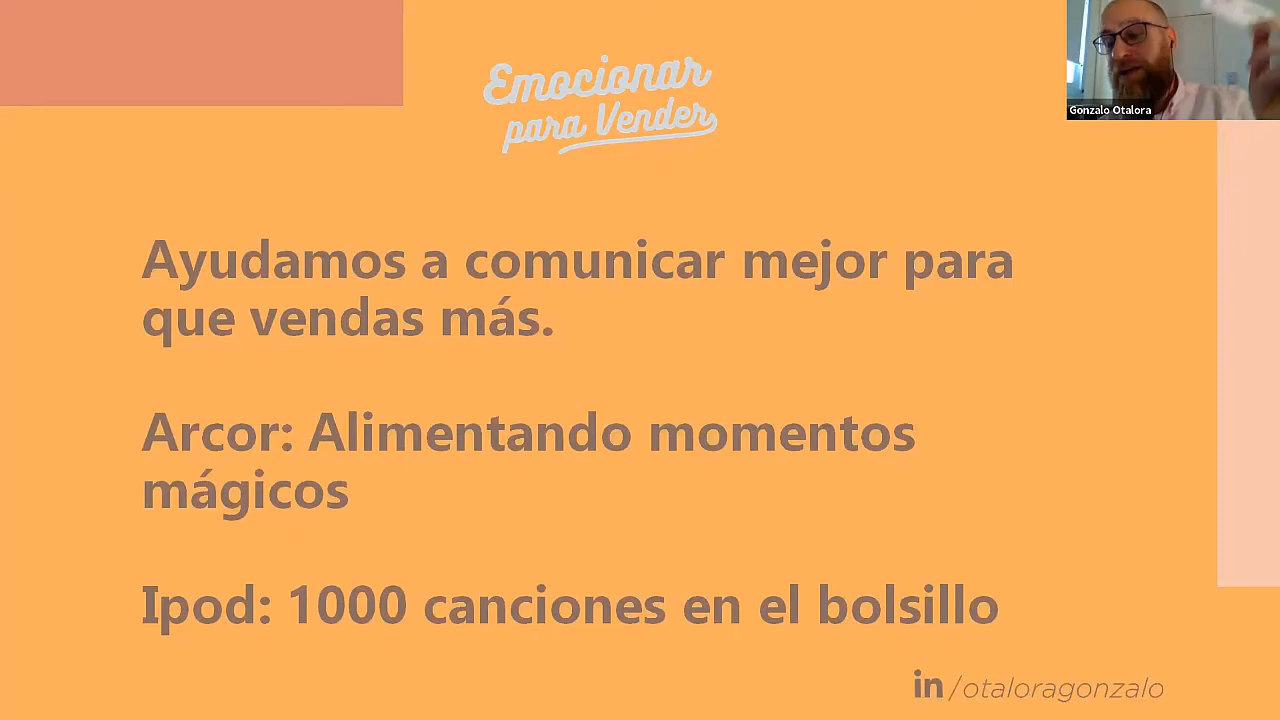 Emocionar
para Vender
Gonzalo Otalora
Ayudamos a comunicar mejor para
que vendas más.
Arcor: Alimentando momentos
mágicos
Ipod: 1000 canciones en el bolsillo
in/otaloragonzalo